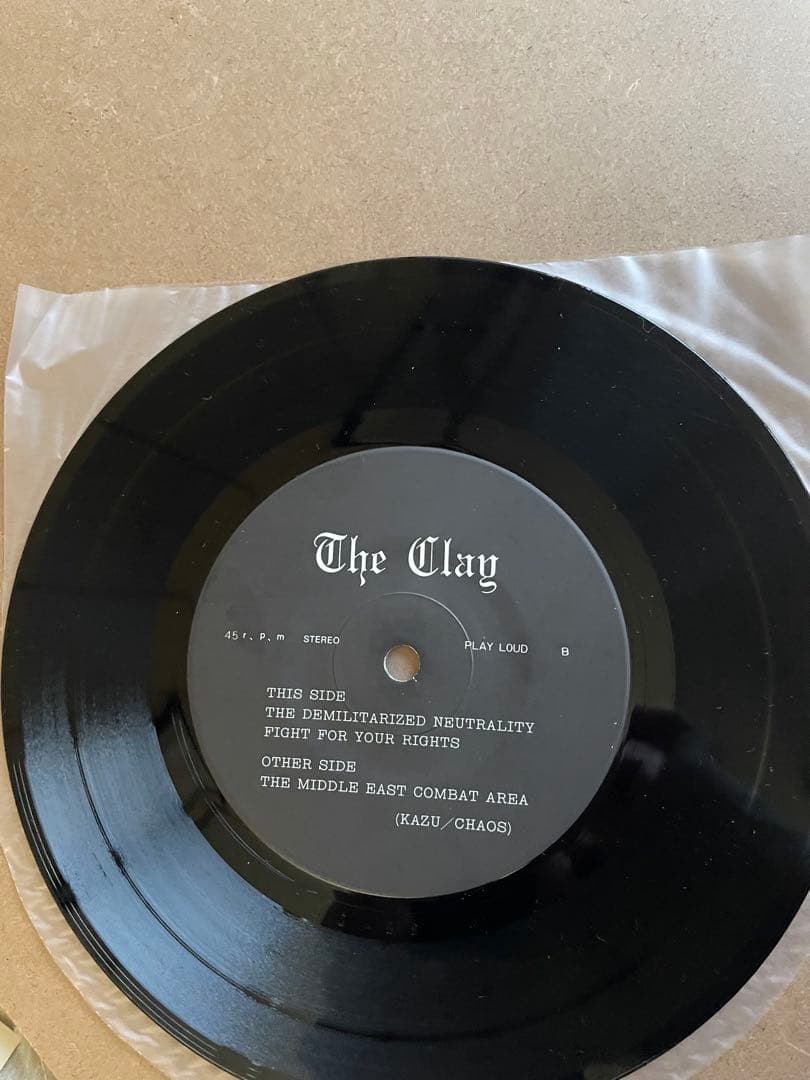 The Clay
45 r、p、m STEREO PLAY LOUD B
THIS SIDE
THE DEMILITARIZED NEUTRALITY
FIGHT FOR YOUR RIGHTS
OTHER SIDE
THE MIDDLE EAST COMBAT AREA
(KAZU／CHAOS)